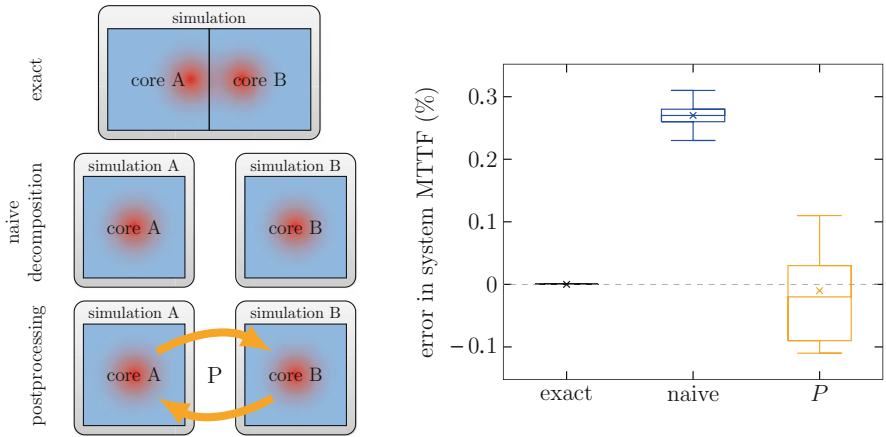 simulation
exact
core A
core B
naive
decomposition
simulation A
simulation B
core A
core B
postprocessing
simulation A
simulation B
core A
P
core B
error in system MTTF (%)
0.3
0.2
0.1
0
−0.1
exact
naive
P